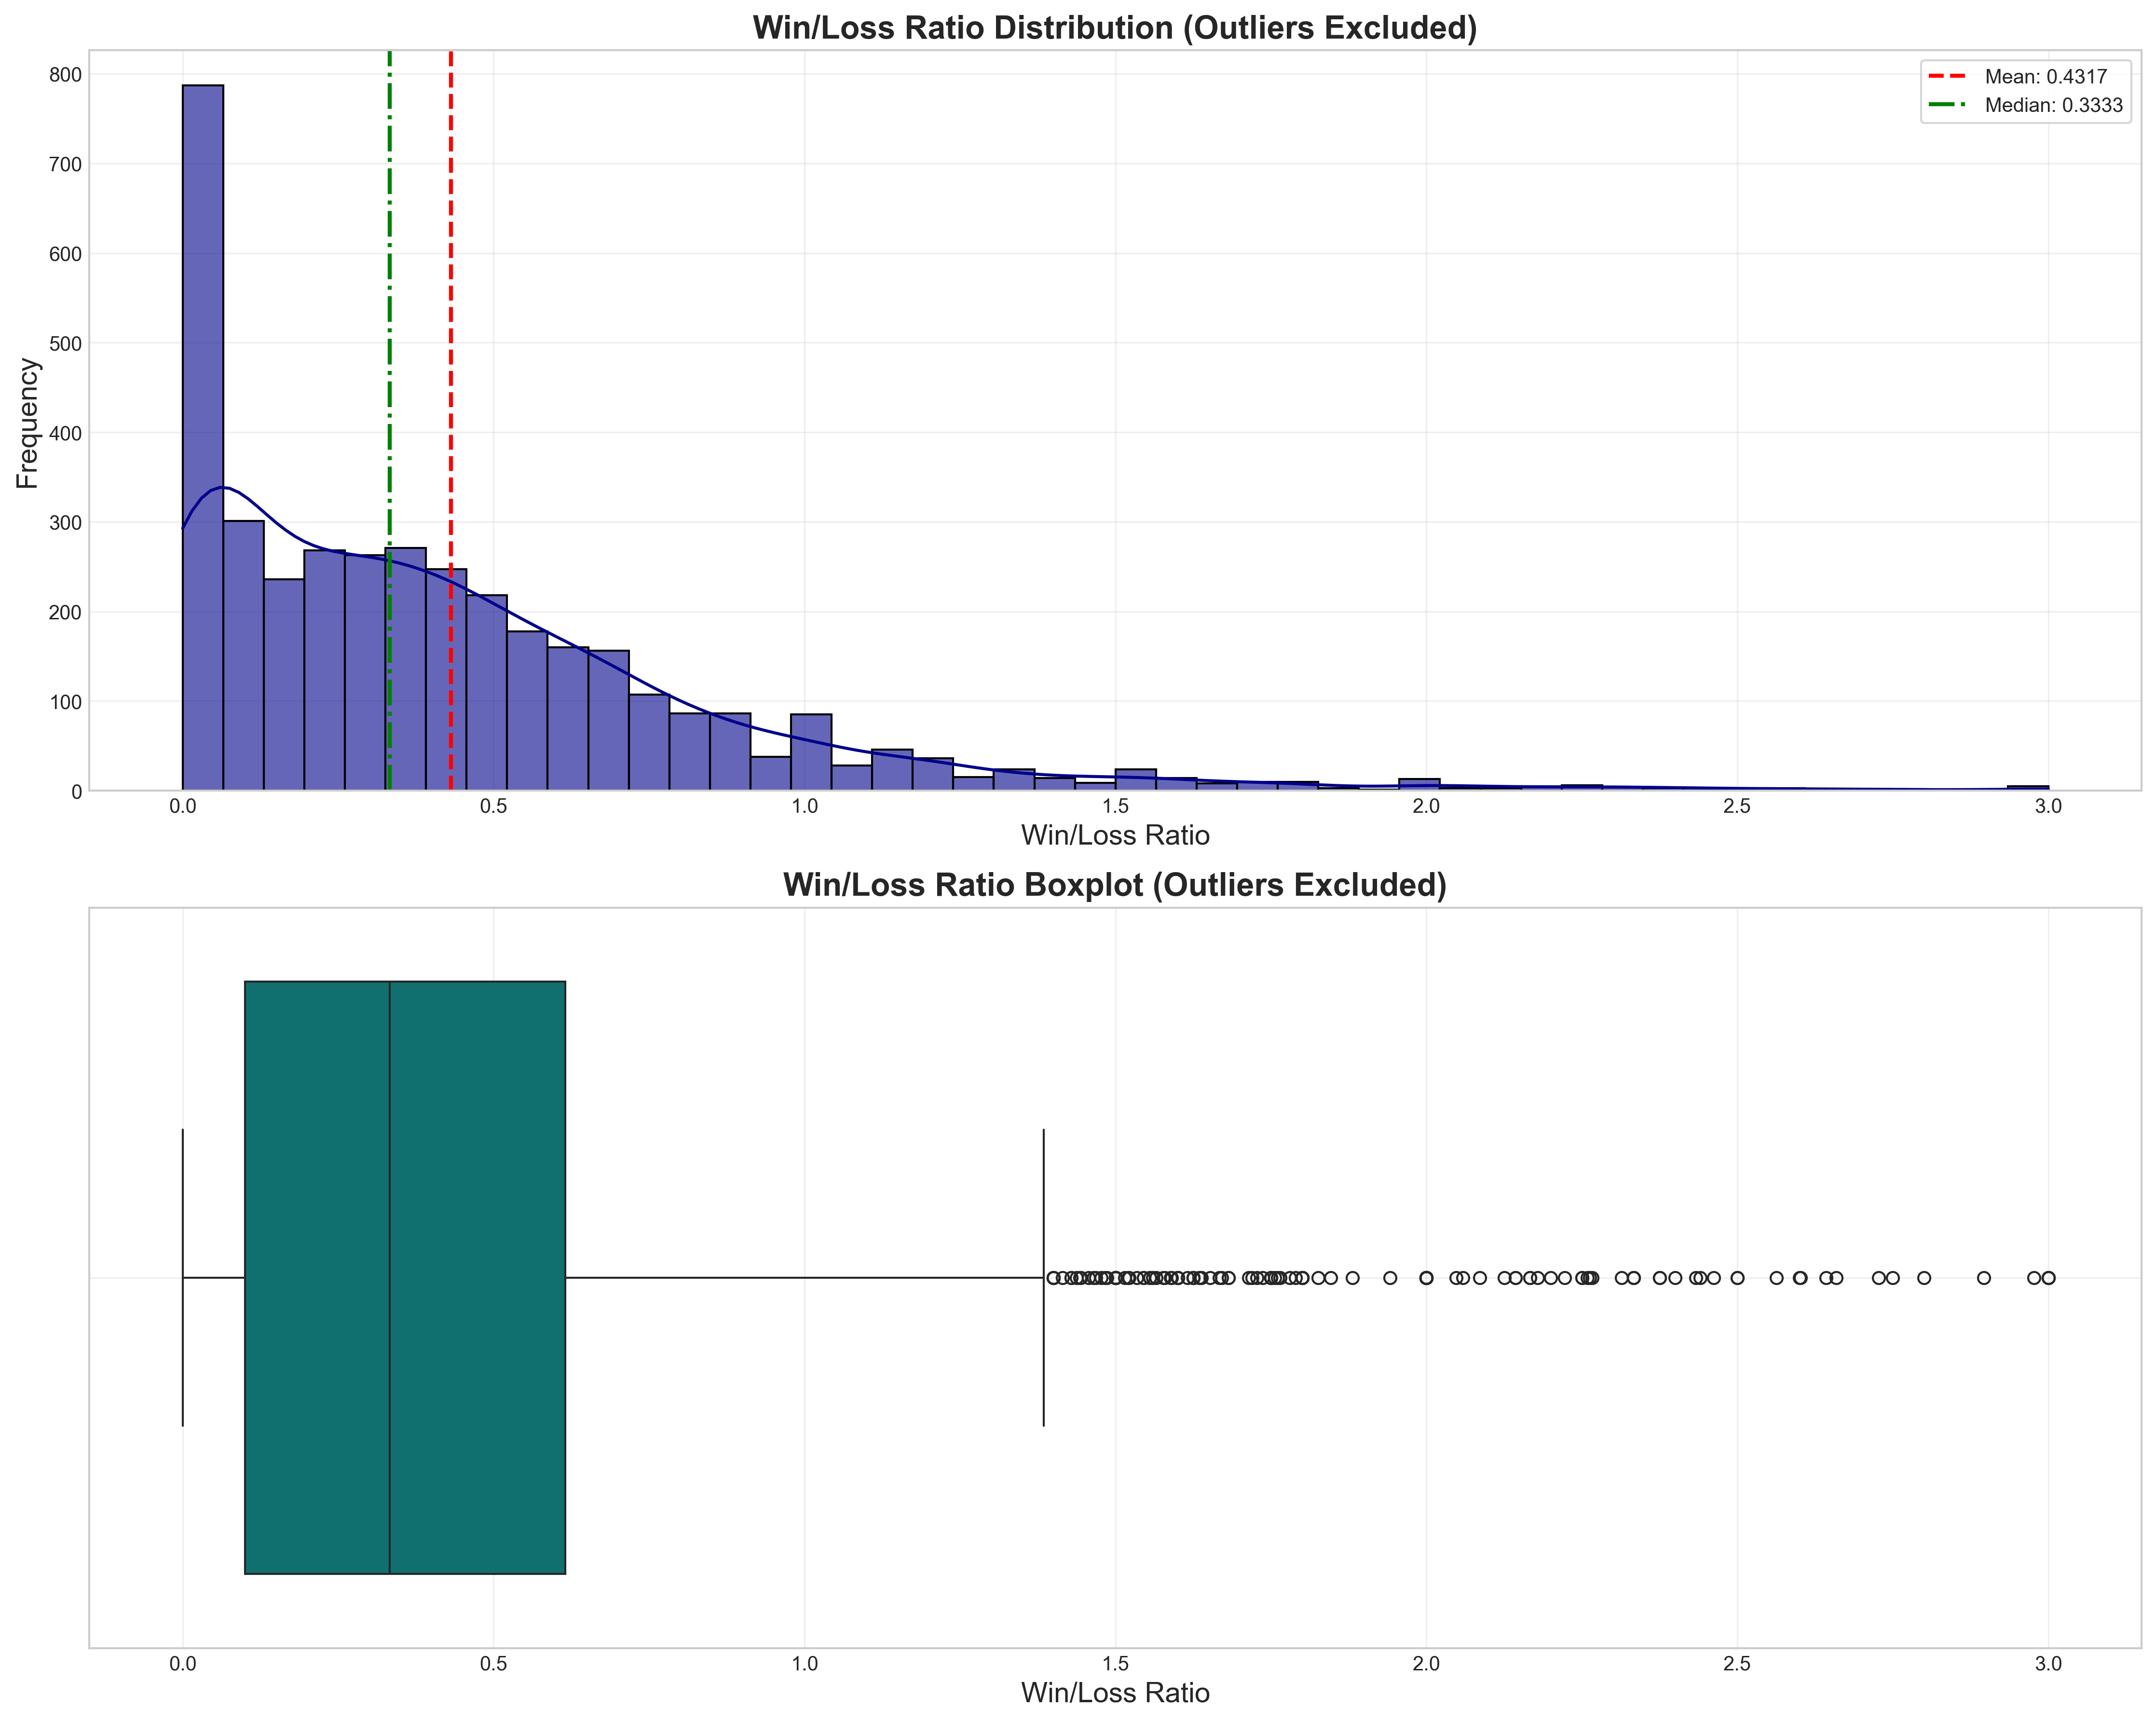 Win/Loss Ratio Distribution (Outliers Excluded)
Mean: 0.4317
Median: 0.3333
Frequency
800
700
600
500
400
300
200
100
0
0.0 0.5 1.0 1.5 2.0 2.5 3.0
Win/Loss Ratio
Win/Loss Ratio Boxplot (Outliers Excluded)
0.0 0.5 1.0 1.5 2.0 2.5 3.0
Win/Loss Ratio